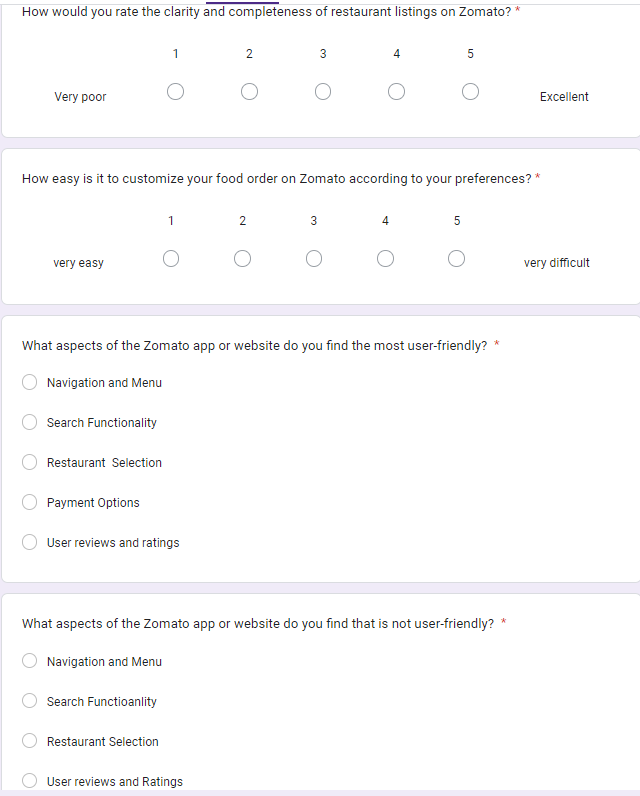 How would you rate the clarity and completeness of restaurant listings on Zomato? *
1 2 3 4 5
Very poor Excellent
How easy is it to customize your food order on Zomato according to your preferences? *
1 2 3 4 5
very easy very difficult
What aspects of the Zomato app or website do you find the most user-friendly? *
Navigation and Menu
Search Functionality
Restaurant Selection
Payment Options
User reviews and ratings
What aspects of the Zomato app or website do you find that is not user-friendly? *
Navigation and Menu
Search Functioanlity
Restaurant Selection
User reviews and Ratings